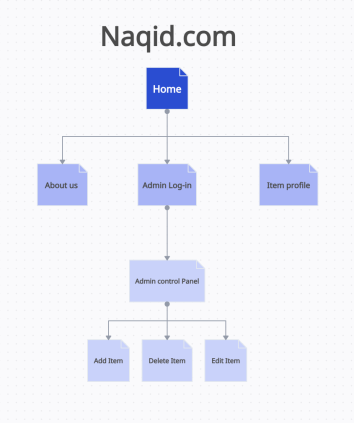 Naqid.com
Home
About us
Admin Log-in
Item profile
Admin control Panel
Add Item
Delete Item
Edit Item